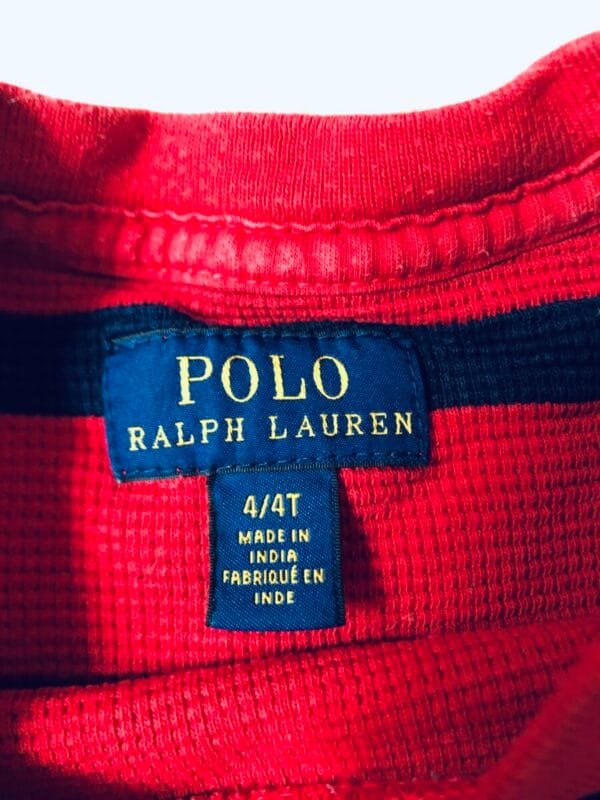 POLO
RALPH LAUREN
4/4T
MADE IN
INDIA
FABRIQUÉ EN
INDE